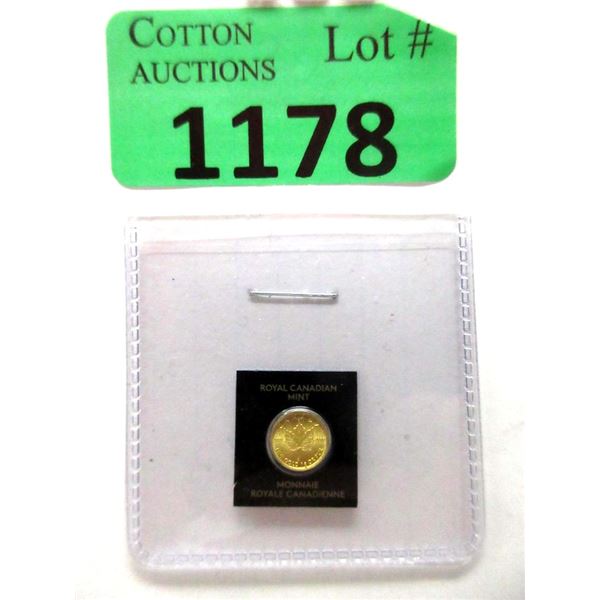 COTTON
AUCTIONS
Lot #
1178
ROYAL CANADIAN
MINT
MONNAIE
ROYALE CANADIENNE